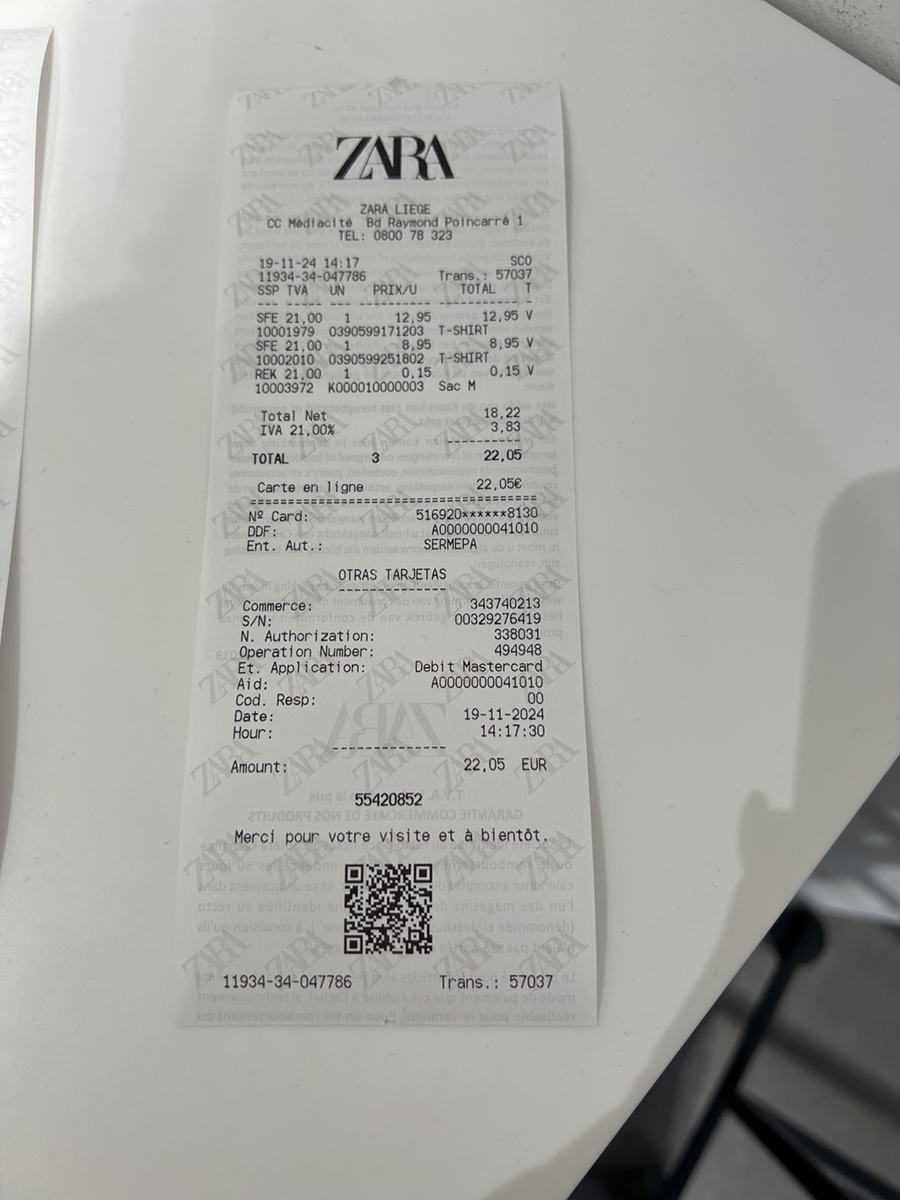 ZARA
ZARA LIEGE
CC Médiacité Bd Raymond Poincarré 1
TEL: 0800 78 323
19-11-24 14:17 SCO
11934-34-047786 Trans.: 57037
SSP TVA UN PRIX/U TOTAL T
--- ----- --- --------- --------- -
SFE 21,00 1 12,95 12,95 V
10001979 0390599171203 T-SHIRT
SFE 21,00 1 8,95 8,95 V
10002010 0390599251802 T-SHIRT
REK 21,00 1 0,15 0,15 V
10003972 K000010000003 Sac M
Total Net 18,22
IVA 21,00% 3,83
----------
TOTAL 3 22,05
Carte en ligne 22,05€
=====================================
Nº Card: 516920******8130
DDF: A0000000041010
Ent. Aut.: SERMEPA
OTRAS TARJETAS
--------------
Commerce: 343740213
S/N: 00329276419
N. Authorization: 338031
Operation Number: 494948
Et. Application: Debit Mastercard
Aid: A0000000041010
Cod. Resp: 00
Date: 19-11-2024
Hour: 14:17:30
--------------
Amount: 22,05 EUR
55420852
Merci pour votre visite et à bientôt.
11934-34-047786 Trans.: 57037